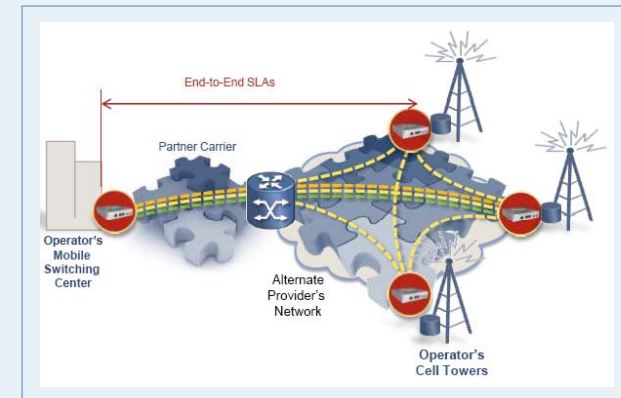 End-to-End SLAs
Partner Carrier
Operator's
Mobile
Switching
Center
Alternate
Provider's
Network
Operator's
Cell Towers